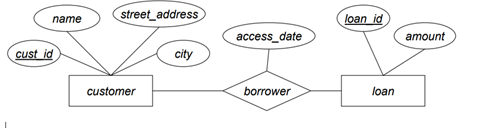 name
street_address
loan_id
access_date
amount
cust_id
city
customer
borrower
loan